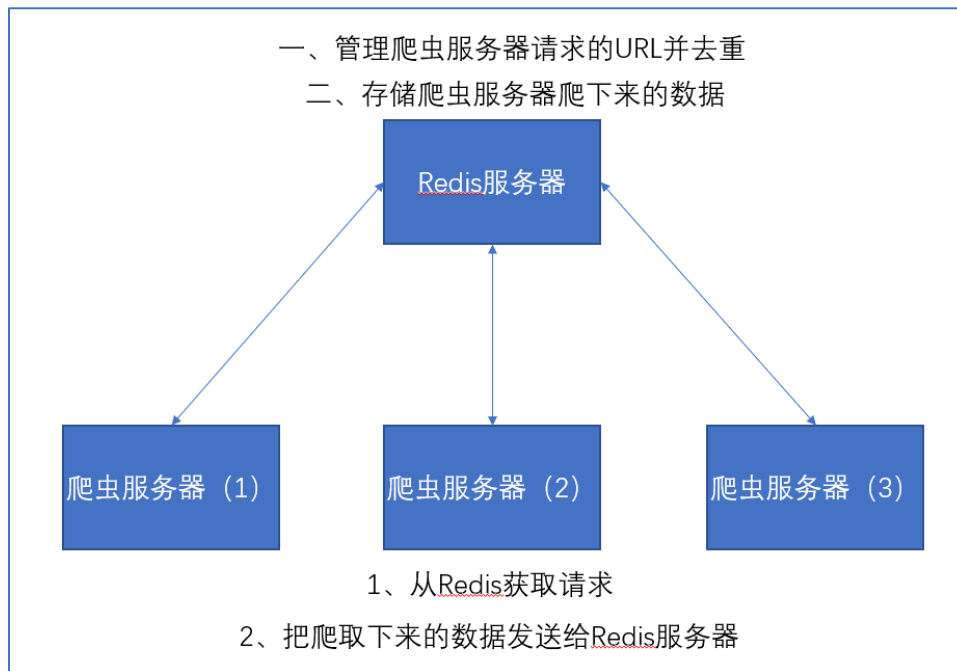 一、管理爬虫服务器请求的URL并去重
二、存储爬虫服务器爬下来的数据
Redis服务器
爬虫服务器（1）
爬虫服务器（2）
爬虫服务器（3）
1、从Redis获取请求
2、把爬取下来的数据发送给Redis服务器